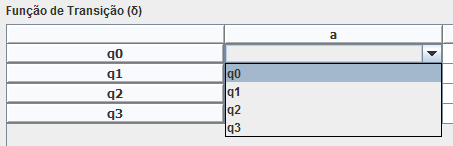 Função de Transição (δ)
a
q0
q1
q2
q3
q0
q1
q2
q3